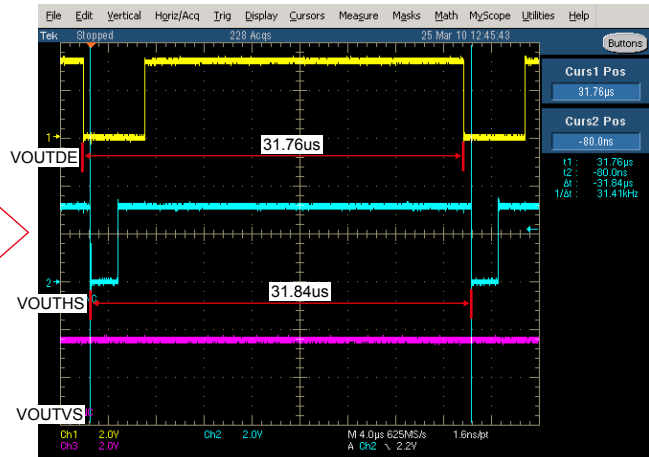 File Edit Vertical Horiz/Acq Trig Display Cursors Measure Masks Math MyScope Utilities Help
Tek Stopped 228 Acqs 25 Mar 10 12:45:43
Buttons
Curs1 Pos
31.76µs
Curs2 Pos
-80.0ns
t1 : 31.76µs
t2 : -80.0ns
Δt : -31.84µs
1/Δt : 31.41kHz
1
31.76us
VOUTDE
2
31.84us
VOUTHS
VOUTVS
Ch1 2.0V Ch2 2.0V M 4.0µs 625MS/s 1.6ns/pt
Ch3 2.0V A Ch2 \ 2.2V